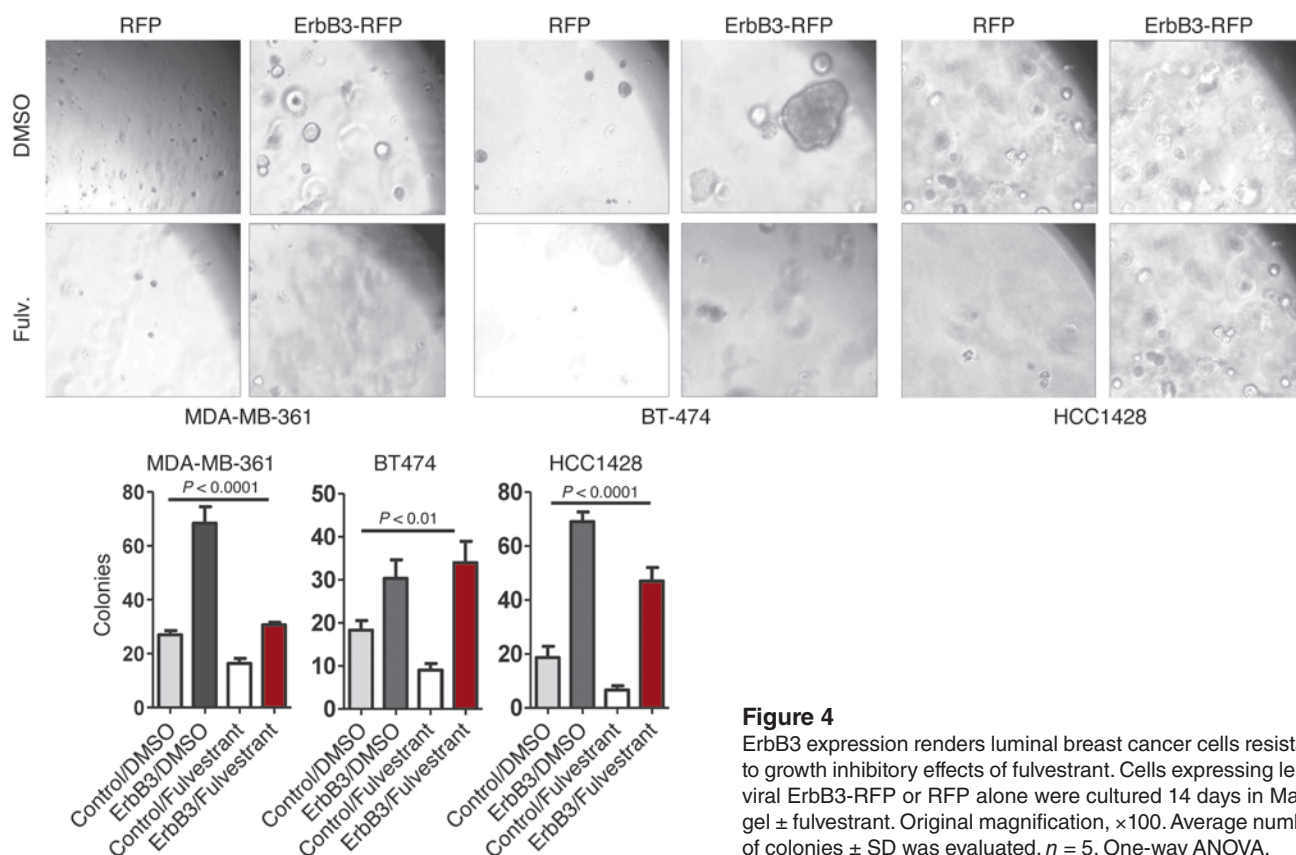 RFP ErbB3-RFP RFP ErbB3-RFP RFP ErbB3-RFP
DMSO
Fulv.
MDA-MB-361 BT-474 HCC1428
MDA-MB-361 BT474 HCC1428
Colonies
80
60
40
20
0
P < 0.0001
50
40
30
20
10
0
P < 0.01
80
60
40
20
0
P < 0.0001
Control/DMSO
ErbB3/DMSO
Control/Fulvestrant
ErbB3/Fulvestrant
Control/DMSO
ErbB3/DMSO
Control/Fulvestrant
ErbB3/Fulvestrant
Control/DMSO
ErbB3/DMSO
Control/Fulvestrant
ErbB3/Fulvestrant
Figure 4
ErbB3 expression renders luminal breast cancer cells
to growth inhibitory effects of fulvestrant. Cells expressing
viral ErbB3-RFP or RFP alone were cultured 14 days in
gel ± fulvestrant. Original magnification, ×100. Average
of colonies ± SD was evaluated. n = 5. One-way ANOVA.